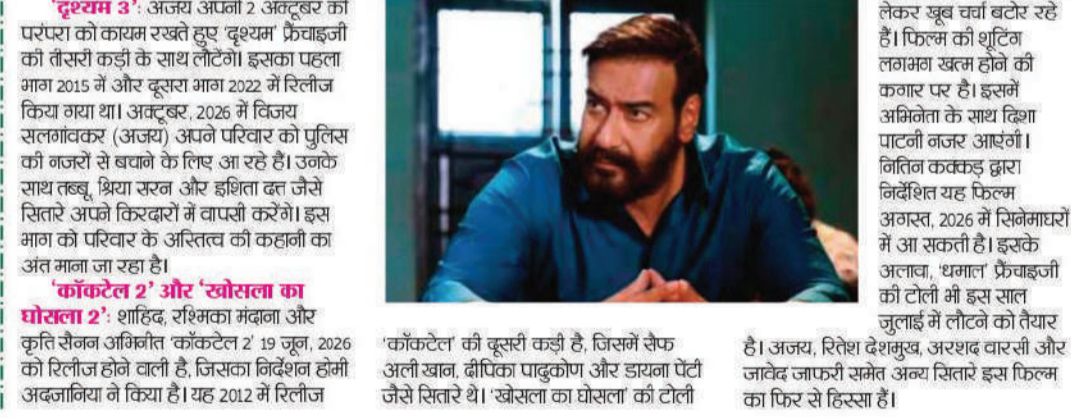 'दृश्यम 3': अजय अपनी 2 अक्टूबर की
परंपरा को कायम रखते हुए 'दृश्यम' फ्रैंचाइजी
की तीसरी कड़ी के साथ लौटेंगे। इसका पहला
भाग 2015 में और दूसरा भाग 2022 में रिलीज
किया गया था। अक्टूबर, 2026 में विजय
सलगांवकर (अजय) अपने परिवार को पुलिस
की नजरों से बचाने के लिए आ रहे हैं। उनके
साथ तब्बू, श्रिया सरन और इशिता दत्त जैसे
सितारे अपने किरदारों में वापसी करेंगे। इस
भाग को परिवार के अस्तित्व की कहानी का
अंत माना जा रहा है।
'कॉकटेल 2' और 'खोसला का
घोसला 2': शाहिद, रश्मिका मंदाना और
कृति सैनन अभिनीत 'कॉकटेल 2' 19 जून, 2026
को रिलीज होने वाली है, जिसका निर्देशन होमी
अदजानिया ने किया है। यह 2012 में रिलीज
'कॉकटेल' की दूसरी कड़ी है, जिसमें सैफ
अली खान, दीपिका पादुकोण और डायना पेंटी
जैसे सितारे थे। 'खोसला का घोसला' की टोली
लेकर खूब चर्चा बटोर रहे
हैं। फिल्म की शूटिंग
लगभग खत्म होने की
कगार पर है। इसमें
अभिनेता के साथ दिशा
पाटनी नजर आएंगी।
नितिन कक्कड़ द्वारा
निर्देशित यह फिल्म
अगस्त, 2026 में सिनेमाघरों
में आ सकती है। इसके
अलावा, 'धमाल' फ्रैंचाइजी
की टोली भी इस साल
जुलाई में लौटने को तैयार
है। अजय, रितेश देशमुख, अरशद वारसी और
जावेद जाफरी समेत अन्य सितारे इस फिल्म
का फिर से हिस्सा हैं।